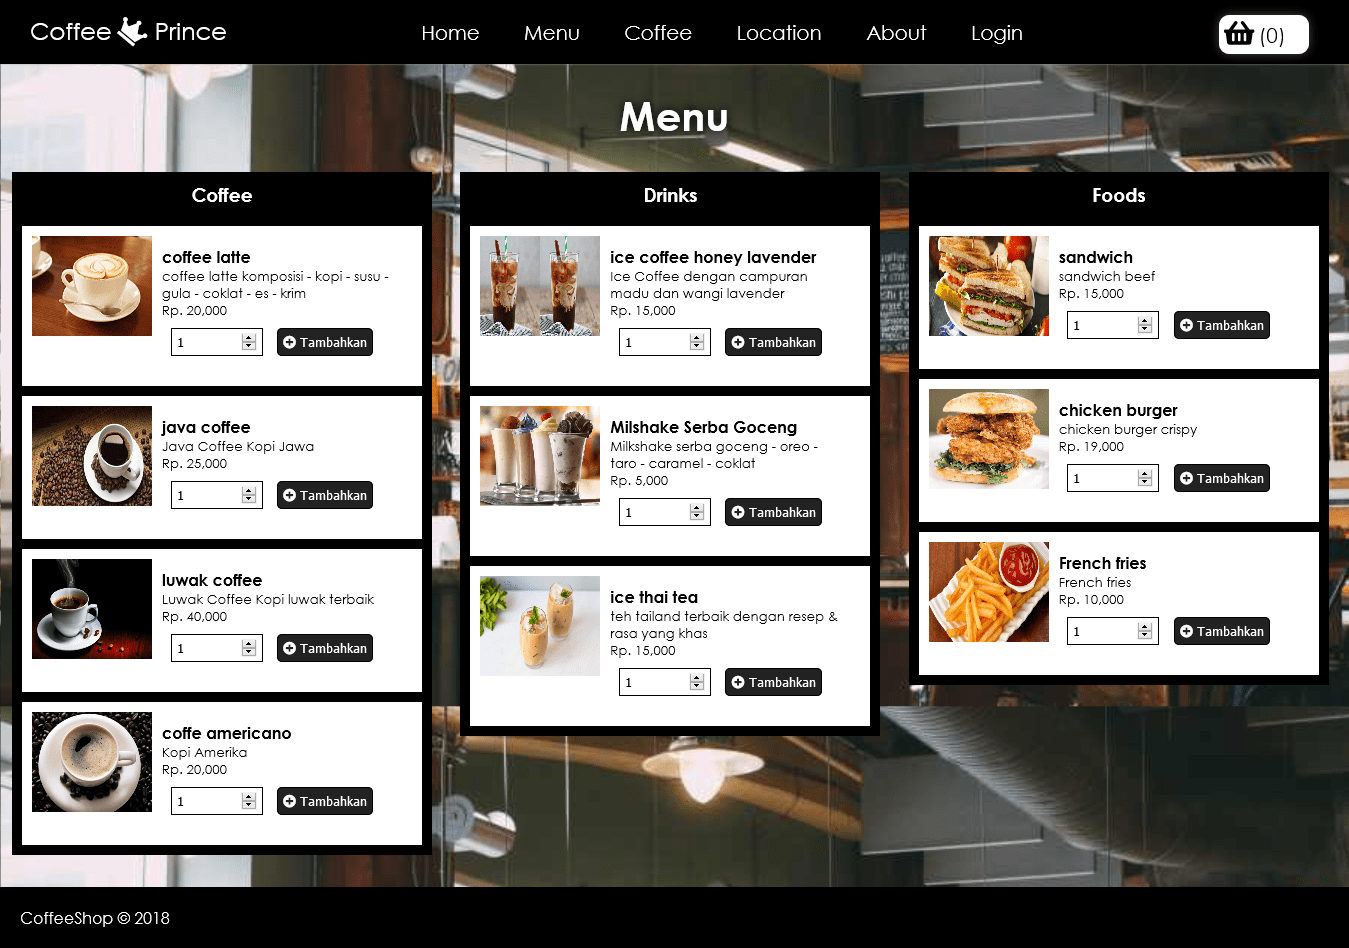 Coffee Prince
Home Menu Coffee Location About Login
(0)
Menu
Coffee
coffee latte
coffee latte komposisi - kopi - susu -
gula - coklat - es - krim
Rp. 20,000
1 Tambahkan
java coffee
Java Coffee Kopi Jawa
Rp. 25,000
1 Tambahkan
luwak coffee
Luwak Coffee Kopi luwak terbaik
Rp. 40,000
1 Tambahkan
coffe americano
Kopi Amerika
Rp. 20,000
1 Tambahkan
Drinks
ice coffee honey lavender
Ice Coffee dengan campuran
madu dan wangi lavender
Rp. 15,000
1 Tambahkan
Milshake Serba Goceng
Milkshake serba goceng - oreo -
taro - caramel - coklat
Rp. 5,000
1 Tambahkan
ice thai tea
teh tailand terbaik dengan resep &
rasa yang khas
Rp. 15,000
1 Tambahkan
Foods
sandwich
sandwich beef
Rp. 15,000
1 Tambahkan
chicken burger
chicken burger crispy
Rp. 19,000
1 Tambahkan
French fries
French fries
Rp. 10,000
1 Tambahkan
CoffeeShop © 2018